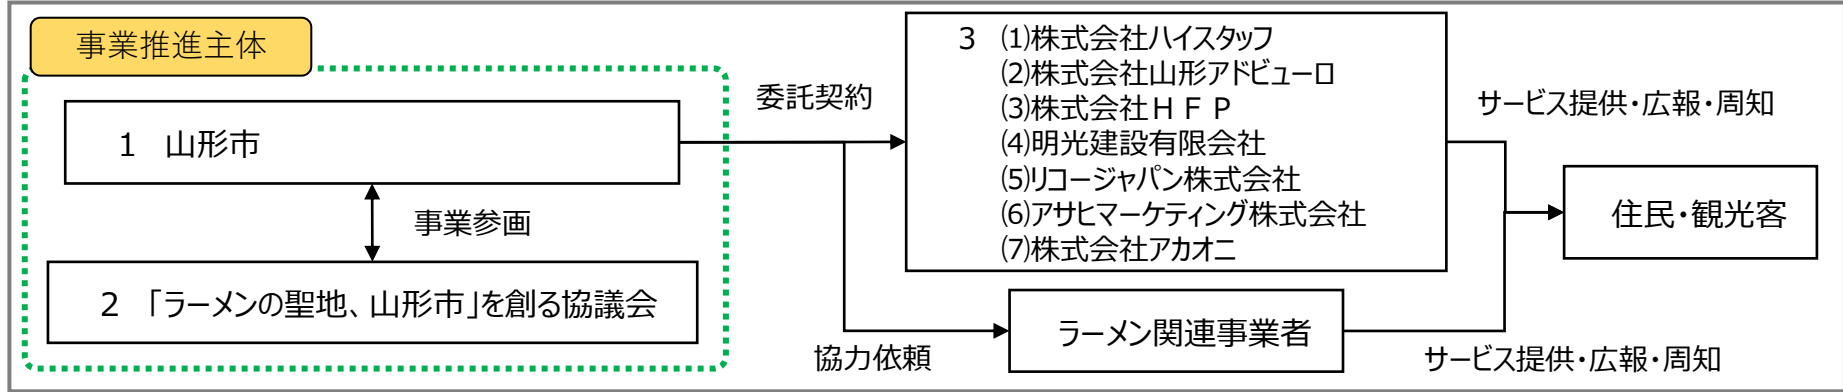 事業推進主体
1 山形市
事業参画
2 「ラーメンの聖地、山形市」を創る協議会
委託契約
協力依頼
3 ⑴株式会社ハイスタッフ
⑵株式会社山形アドビューロ
⑶株式会社ＨＦＰ
⑷明光建設有限会社
⑸リコージャパン株式会社
⑹アサヒマーケティング株式会社
⑺株式会社アカオニ
ラーメン関連事業者
サービス提供・広報・周知
サービス提供・広報・周知
住民・観光客